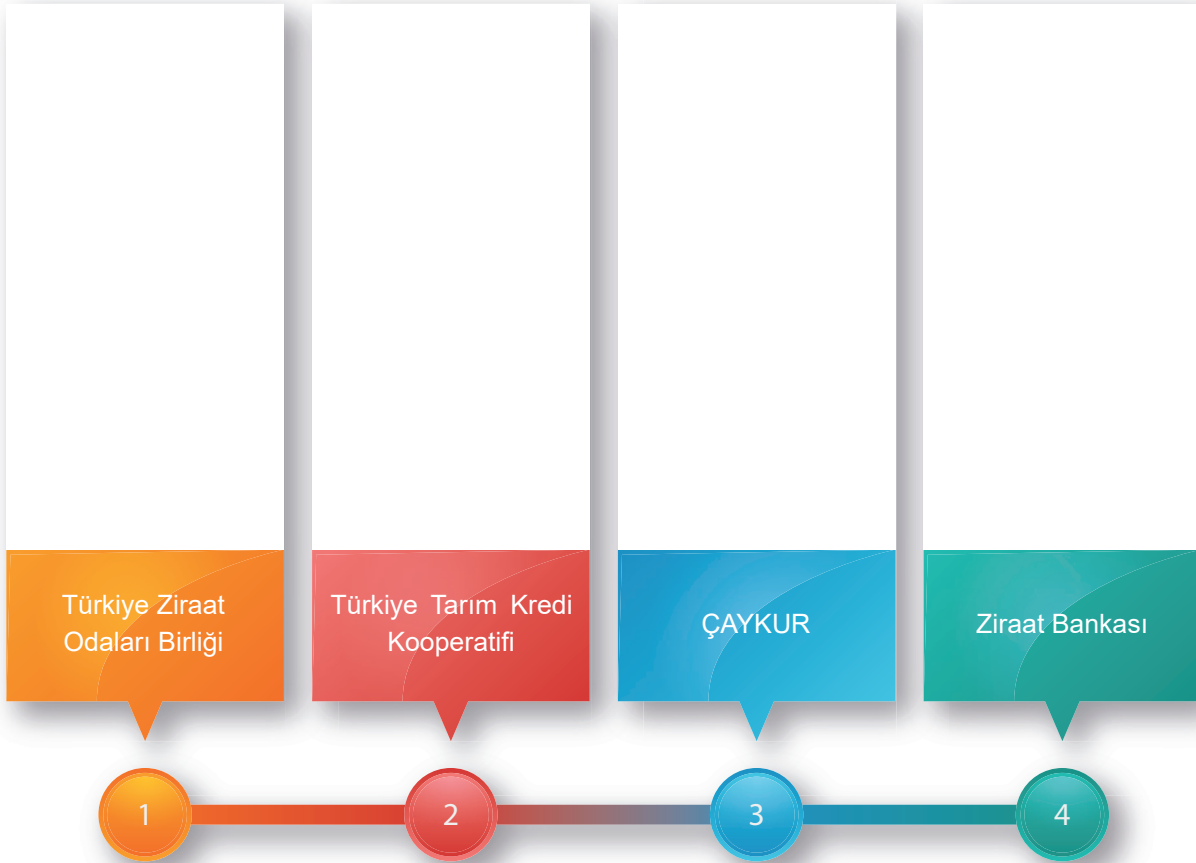 Türkiye Ziraat
Odaları Birliği
Türkiye Tarım Kredi
Kooperatifi
ÇAYKUR
Ziraat Bankası
1
2
3
4